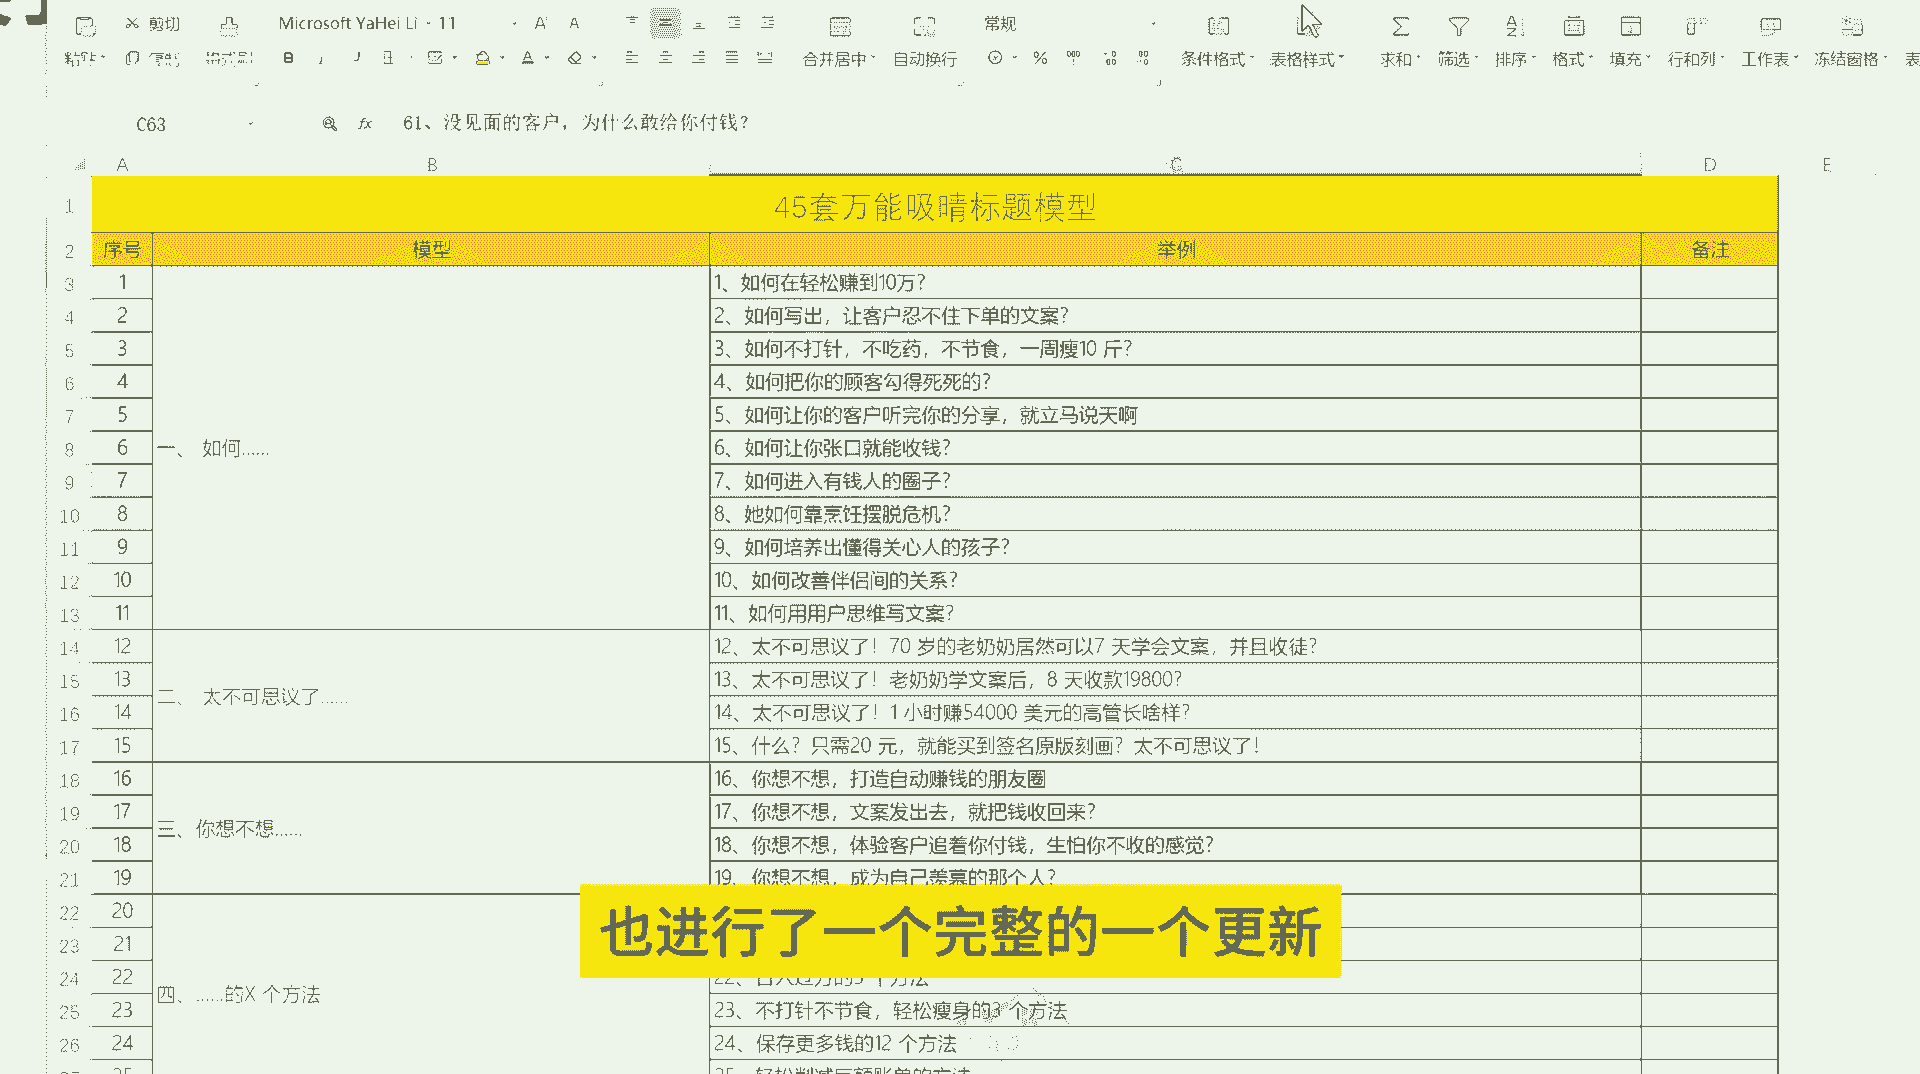 剪切
Microsoft YaHei Li - 11
A A
常规
粘贴 复制 格式刷
B I
合并居中 自动换行
%
条件格式 表格样式 求和 筛选 排序 格式 填充 行和列 工作表 冻结窗格 表
C63 fx 61、没见面的客户，为什么敢给你付钱？
A B C D E
1 45套万能吸晴标题模型
2 序号 模型 举例 备注
3 1 1、如何在轻松赚到10万？
4 2 2、如何写出，让客户忍不住下单的文案？
5 3 3、如何不打针，不吃药，不节食，一周瘦10 斤？
6 4 4、如何把你的顾客勾得死死的？
7 5 5、如何让你的客户听完你的分享，就立马说天啊
8 6 一、 如何...... 6、如何让你张口就能收钱？
9 7 7、如何进入有钱人的圈子？
10 8 8、她如何靠烹饪摆脱危机？
11 9 9、如何培养出懂得关心人的孩子？
12 10 10、如何改善伴侣间的关系？
13 11 11、如何用用户思维写文案？
14 12 12、太不可思议了！70 岁的老奶奶居然可以7 天学会文案，并且收徒？
15 13 二、 太不可思议了...... 13、太不可思议了！老奶奶学文案后，8 天收款19800？
16 14 14、太不可思议了！1 小时赚54000 美元的高管长啥样？
17 15 15、什么？只需20 元，就能买到签名原版刻画？太不可思议了！
18 16 16、你想不想，打造自动赚钱的朋友圈
19 17 三、你想不想...... 17、你想不想，文案发出去，就把钱收回来？
20 18 18、你想不想，体验客户追着你付钱，生怕你不收的感觉？
21 19 19、你想不想，成为自己羡慕的那个人？
22 20
23 21
也进行了一个完整的一个更新
24 22 四、......的X 个方法
25 23 23、不打针不节食，轻松瘦身的3 个方法
26 24 24、保存更多钱的12 个方法